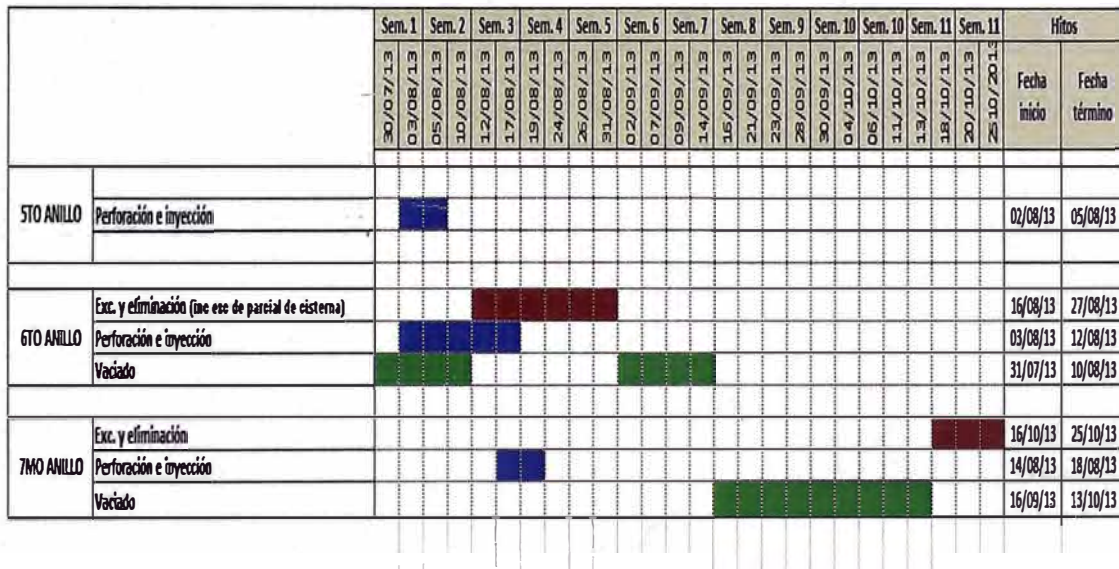 Sem. 1 Sem. 2 Sem. 3 Sem. 4 Sem. 5 Sem. 6 Sem. 7 Sem. 8 Sem. 9 Sem. 10 Sem. 10 Sem. 11 Sem. 11 Hitos
30/07/13 03/08/13 05/08/13 10/08/13 12/08/13 17/08/13 19/08/13 24/08/13 26/08/13 31/08/13 02/09/13 07/09/13 09/09/13 14/09/13 16/09/13 21/09/13 23/09/13 28/09/13 30/09/13 04/10/13 06/10/13 11/10/13 13/10/13 18/10/13 20/10/13 2510/2013 Fecha inicio Fecha término
5TO ANILLO Perforación e inyección 02/08/13 05/08/13
Exc. y eliminación (inc exc de parcial de cisterna) 16/08/13 27/08/13
6TO ANILLO Perforación e inyección 03/08/13 12/08/13
Vaciado 31/07/13 10/08/13
Exc. y eliminación 16/10/13 25/10/13
7MO ANILLO Perforación e inyección 14/08/13 18/08/13
Vaciado 16/09/13 13/10/13